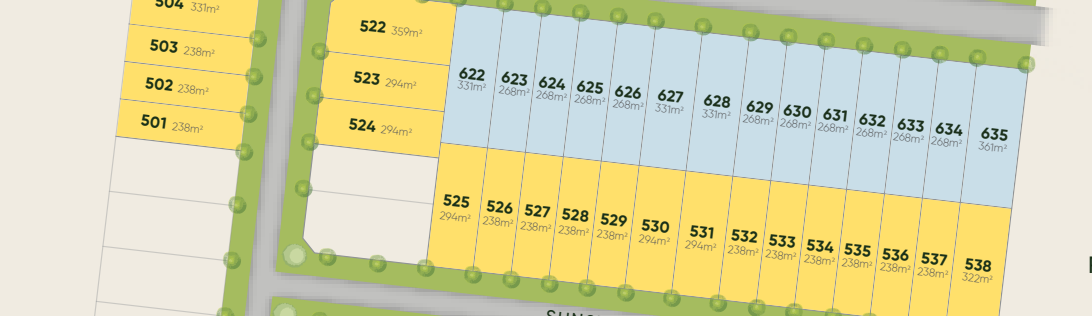 504 331m²
503 238m²
502 238m²
501 238m²
522 359m²
523 294m²
524 294m²
622
331m²
623
268m²
624
268m²
625
268m²
626
268m²
627
331m²
628
331m²
629
268m²
630
268m²
631
268m²
632
268m²
633
268m²
634
268m²
635
361m²
525
294m²
526
238m²
527
238m²
528
238m²
529
238m²
530
294m²
531
294m²
532
238m²
533
238m²
534
238m²
535
238m²
536
238m²
537
238m²
538
322m²